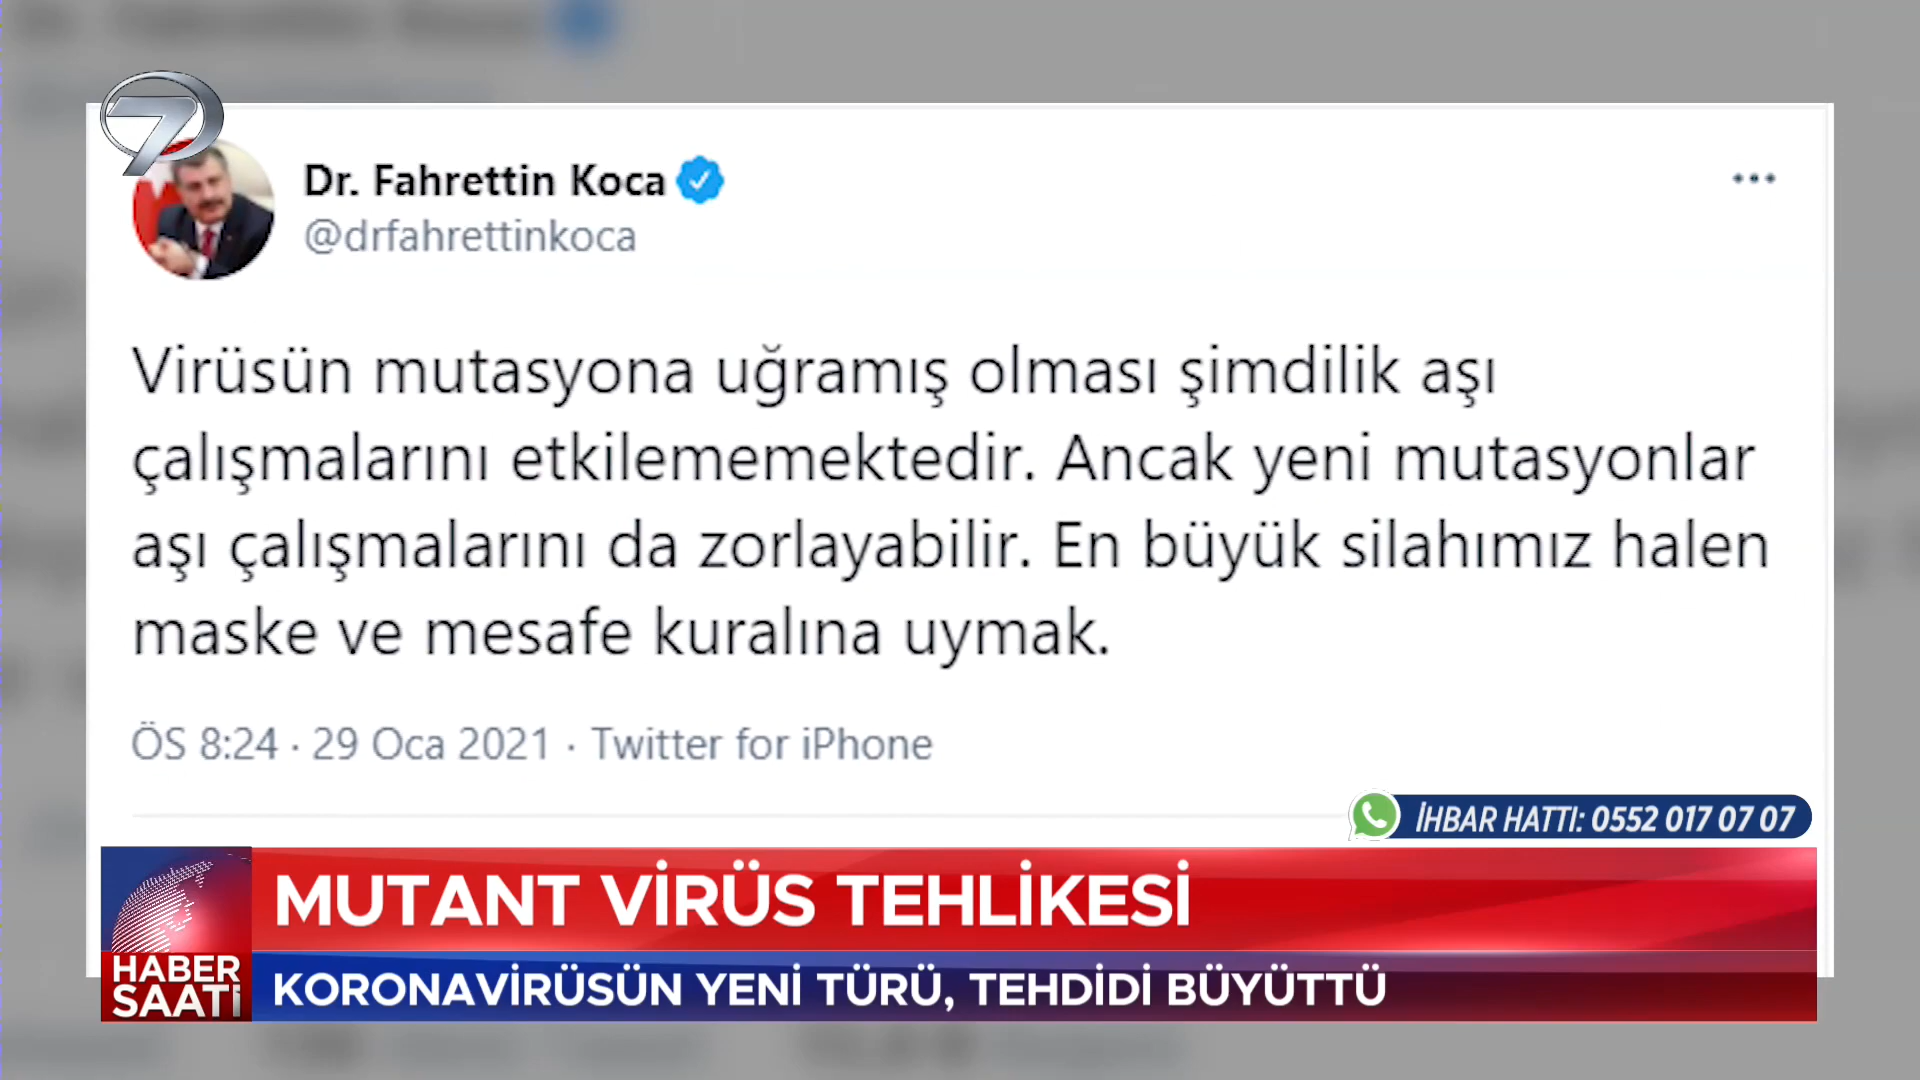 7
Dr. Fahrettin Koca
@drfahrettinkoca
Virüsün mutasyona uğramış olması şimdilik aşı
çalışmalarını etkilememektedir. Ancak yeni mutasyonlar
aşı çalışmalarını da zorlayabilir. En büyük silahımız halen
maske ve mesafe kuralına uymak.
ÖS 8:24 · 29 Oca 2021 · Twitter for iPhone
İHBAR HATTI: 0552 017 07 07
MUTANT VİRÜS TEHLİKESİ
HABER
SAATİ
KORONAVİRÜSÜN YENİ TÜRÜ, TEHDİDİ BÜYÜTTÜ